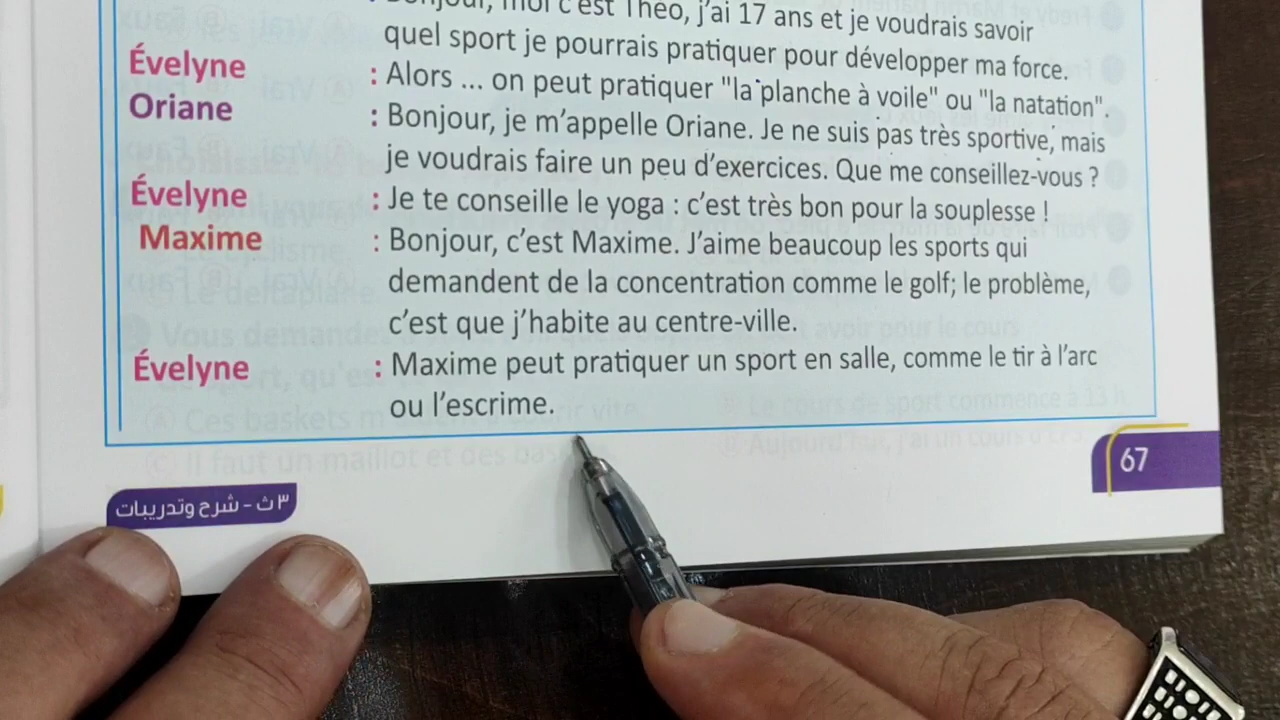 Bonjour, moi c'est Théo, j'ai 17 ans et je voudrais savoir
quel sport je pourrais pratiquer pour développer ma force.
Évelyne : Alors ... on peut pratiquer "la planche à voile" ou "la natation".
Oriane : Bonjour, je m'appelle Oriane. Je ne suis pas très sportive, mais
je voudrais faire un peu d'exercices. Que me conseillez-vous ?
Évelyne : Je te conseille le yoga : c'est très bon pour la souplesse !
Maxime : Bonjour, c'est Maxime. J'aime beaucoup les sports qui
demandent de la concentration comme le golf; le problème,
c'est que j'habite au centre-ville.
Évelyne : Maxime peut pratiquer un sport en salle, comme le tir à l'arc
ou l'escrime.
67
٣ ث - شرح وتدريبات